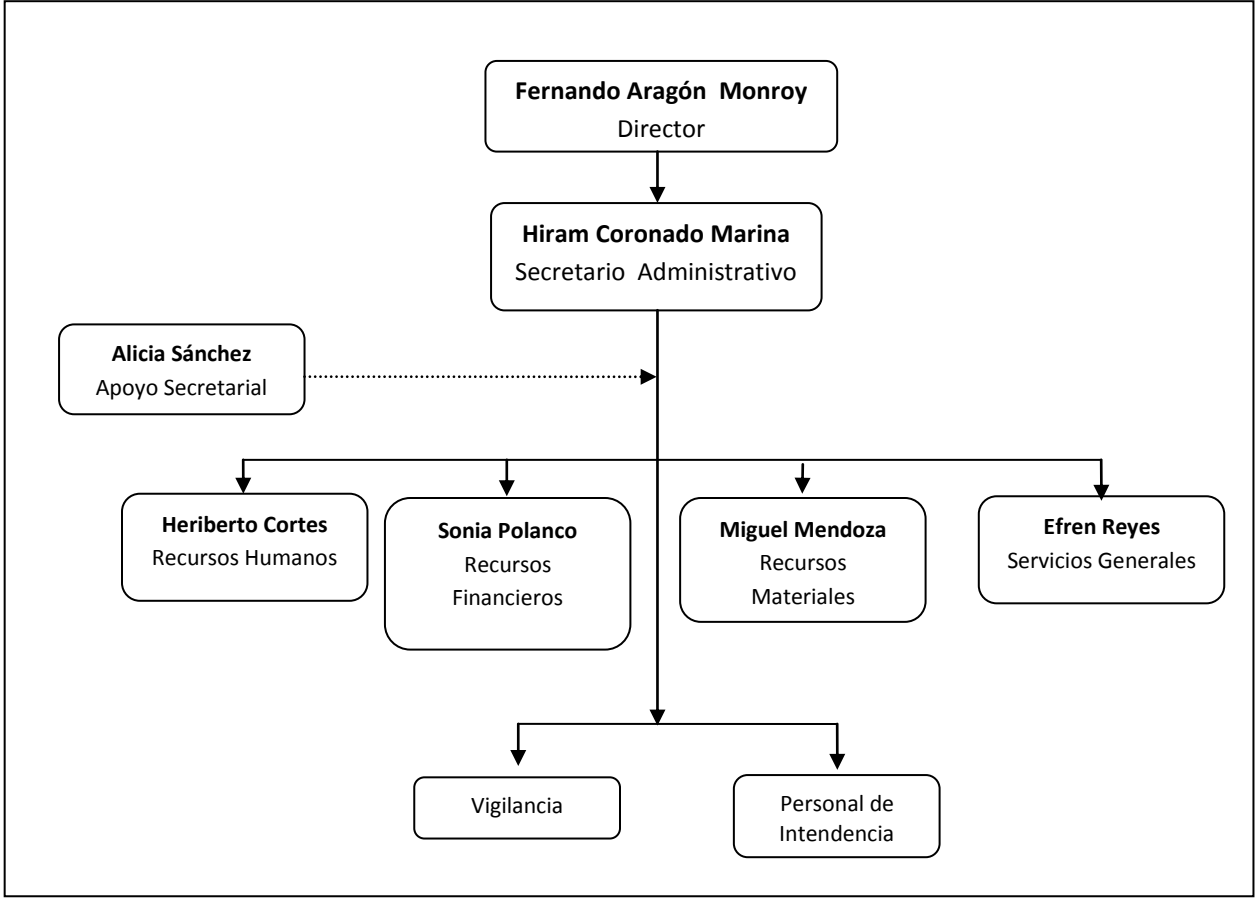 Fernando Aragón Monroy
Director
Hiram Coronado Marina
Secretario Administrativo
Alicia Sánchez
Apoyo Secretarial
Heriberto Cortes
Recursos Humanos
Sonia Polanco
Recursos
Financieros
Miguel Mendoza
Recursos
Materiales
Efren Reyes
Servicios Generales
Vigilancia
Personal de
Intendencia